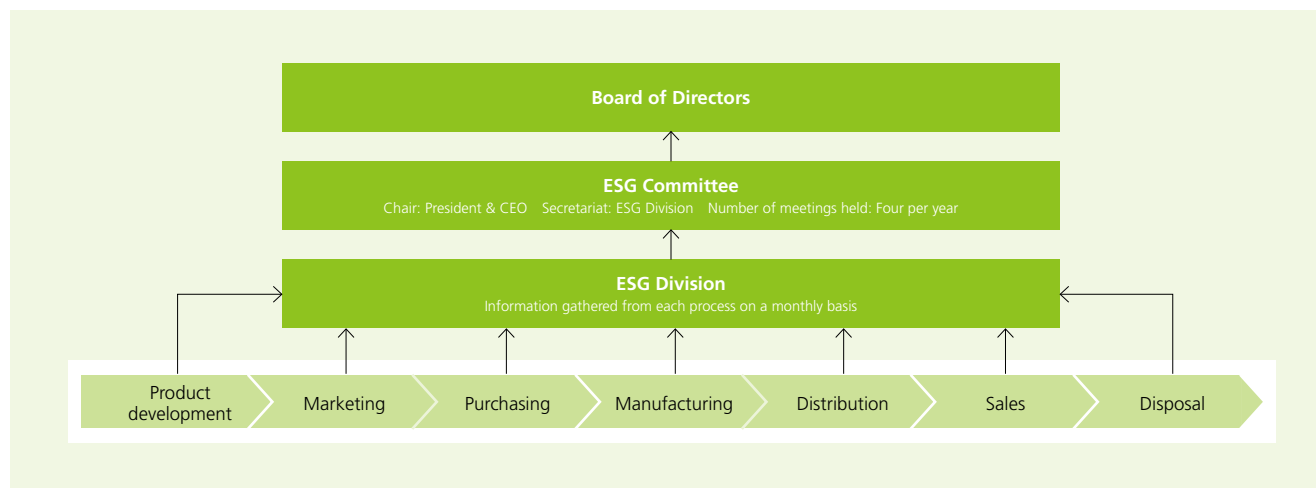 Board of Directors
ESG Committee
Chair: President & CEO Secretariat: ESG Division Number of meetings held: Four per year
ESG Division
Information gathered from each process on a monthly basis
Product
development
Marketing
Purchasing
Manufacturing
Distribution
Sales
Disposal